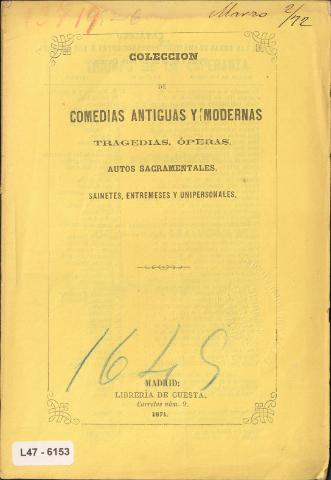 Marzo 2/72
COLECCION
DE
COMEDIAS ANTIGUAS Y MODERNAS
TRAGEDIAS, ÓPERAS,
AUTOS SACRAMENTALES,
SAINETES, ENTREMESES Y UNIPERSONALES.
1649
MADRID:
LIBRERÍA DE CUESTA,
Carretas núm. 9.
1871.
L47 - 6153